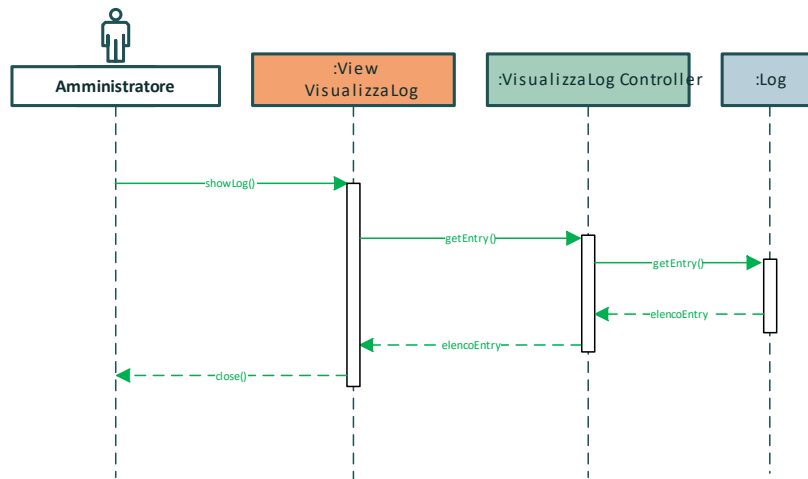 Amministratore
:View
VisualizzaLog
:VisualizzaLog Controller
:Log
showLog()
getEntry()
getEntry()
elencoEntry
elencoEntry
close()